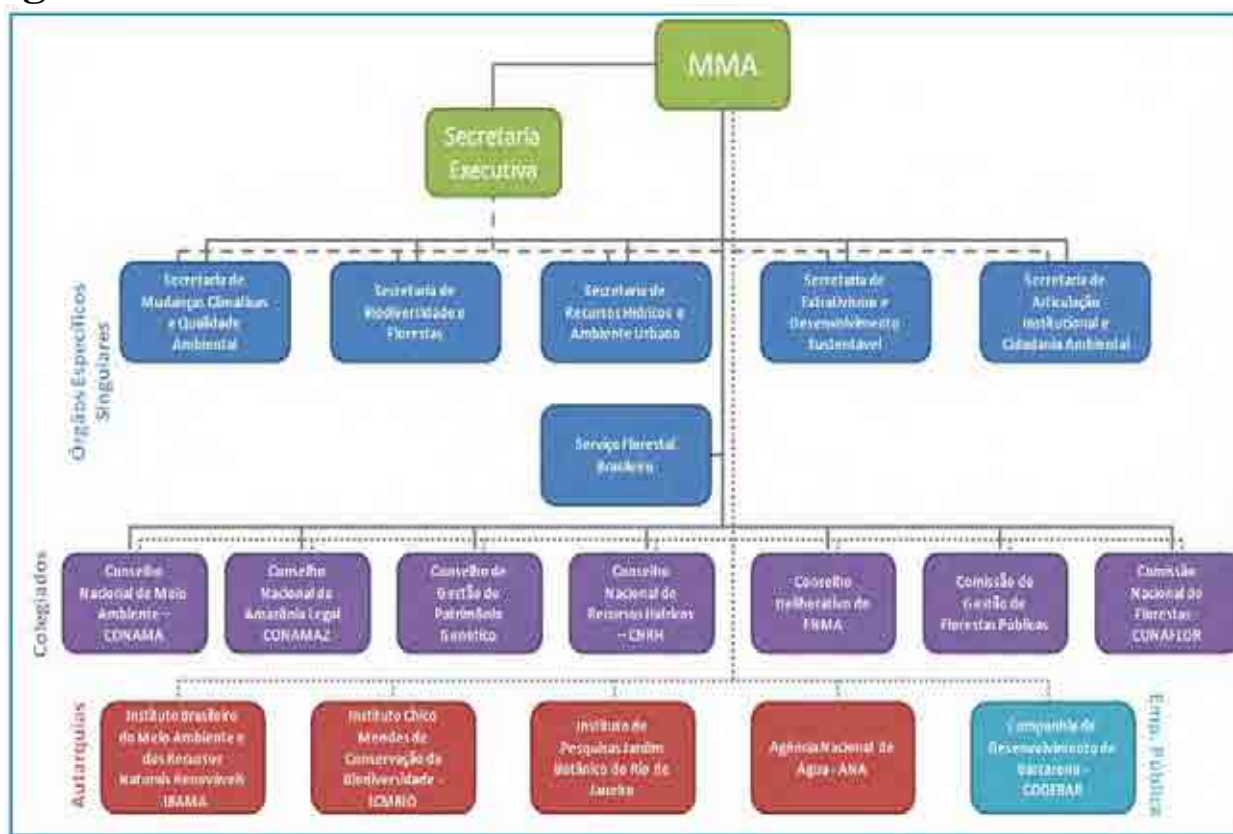 MMA
Secretaria
Executiva
Órgãos Específicos
Singulares
Secretaria de
Mudanças Climáticas
e Qualidade
Ambiental
Secretaria de
Biodiversidade e
Florestas
Secretaria de
Recursos Hídricos e
Ambiente Urbano
Secretaria de
Extrativismo e
Desenvolvimento
Sustentável
Secretaria de
Articulação
Institucional e
Cidadania Ambiental
Serviço Florestal
Brasileiro
Colegiados
Conselho
Nacional de Meio
Ambiente –
CONAMA
Conselho
Nacional da
Amazônia Legal
CONAMAZ
Conselho de
Gestão do
Patrimônio
Genético
Conselho
Nacional de
Recursos Hídricos
– CNRH
Conselho
Deliberativo do
FNMA
Comissão de
Gestão de
Florestas Públicas
Comissão
Nacional de
Florestas -
CONAFLOR
Autarquias
Instituto Brasileiro
do Meio Ambiente e
dos Recursos
Naturais Renováveis
IBAMA
Instituto Chico
Mendes de
Conservação da
Biodiversidade -
ICMBIO
Instituto de
Pesquisas Jardim
Botânico do Rio de
Janeiro
Agência Nacional de
Água - ANA
Companhia de
Desenvolvimento de
Barcarena -
CODEBAR
Emp. Pública